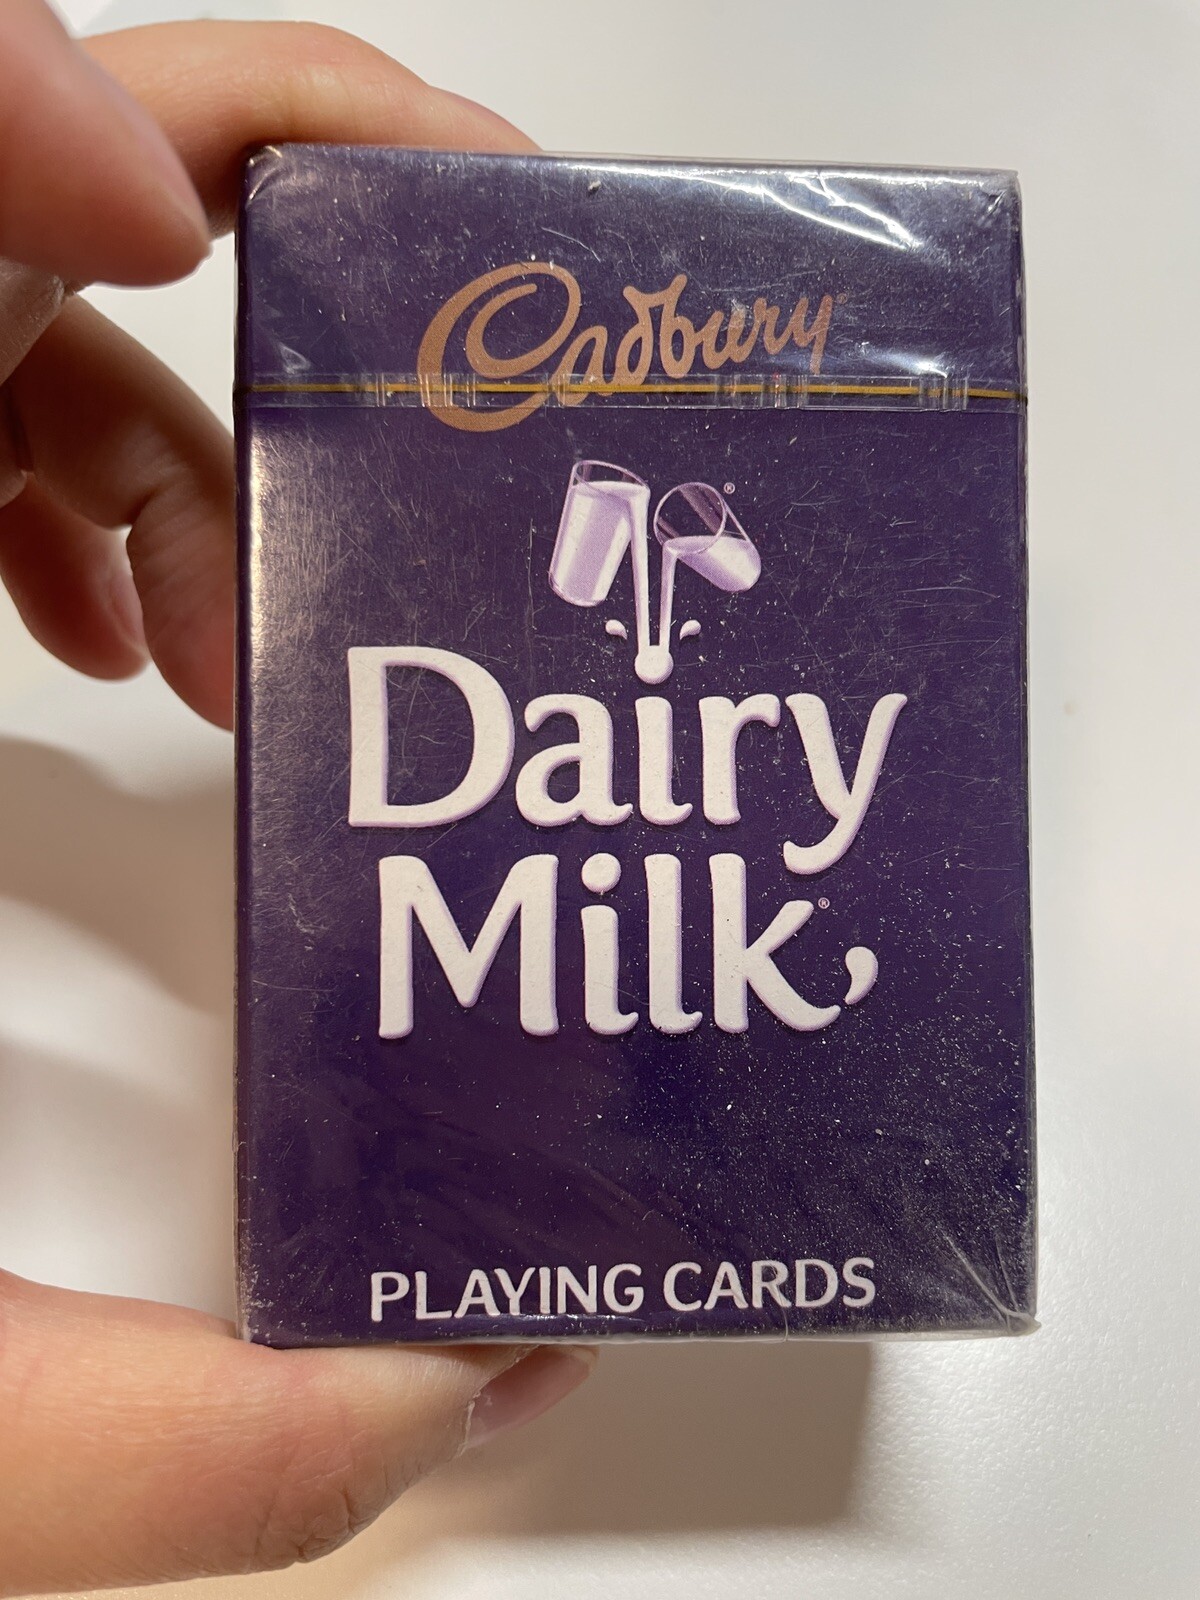 Cadbury®
®
Dairy
Milk®,
PLAYING CARDS